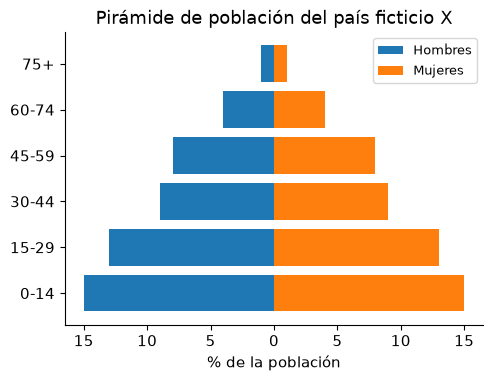 Pirámide de población del país ficticio X
Hombres
Mujeres
75+
60-74
45-59
30-44
15-29
0-14
15 10 5 0 5 10 15
% de la población